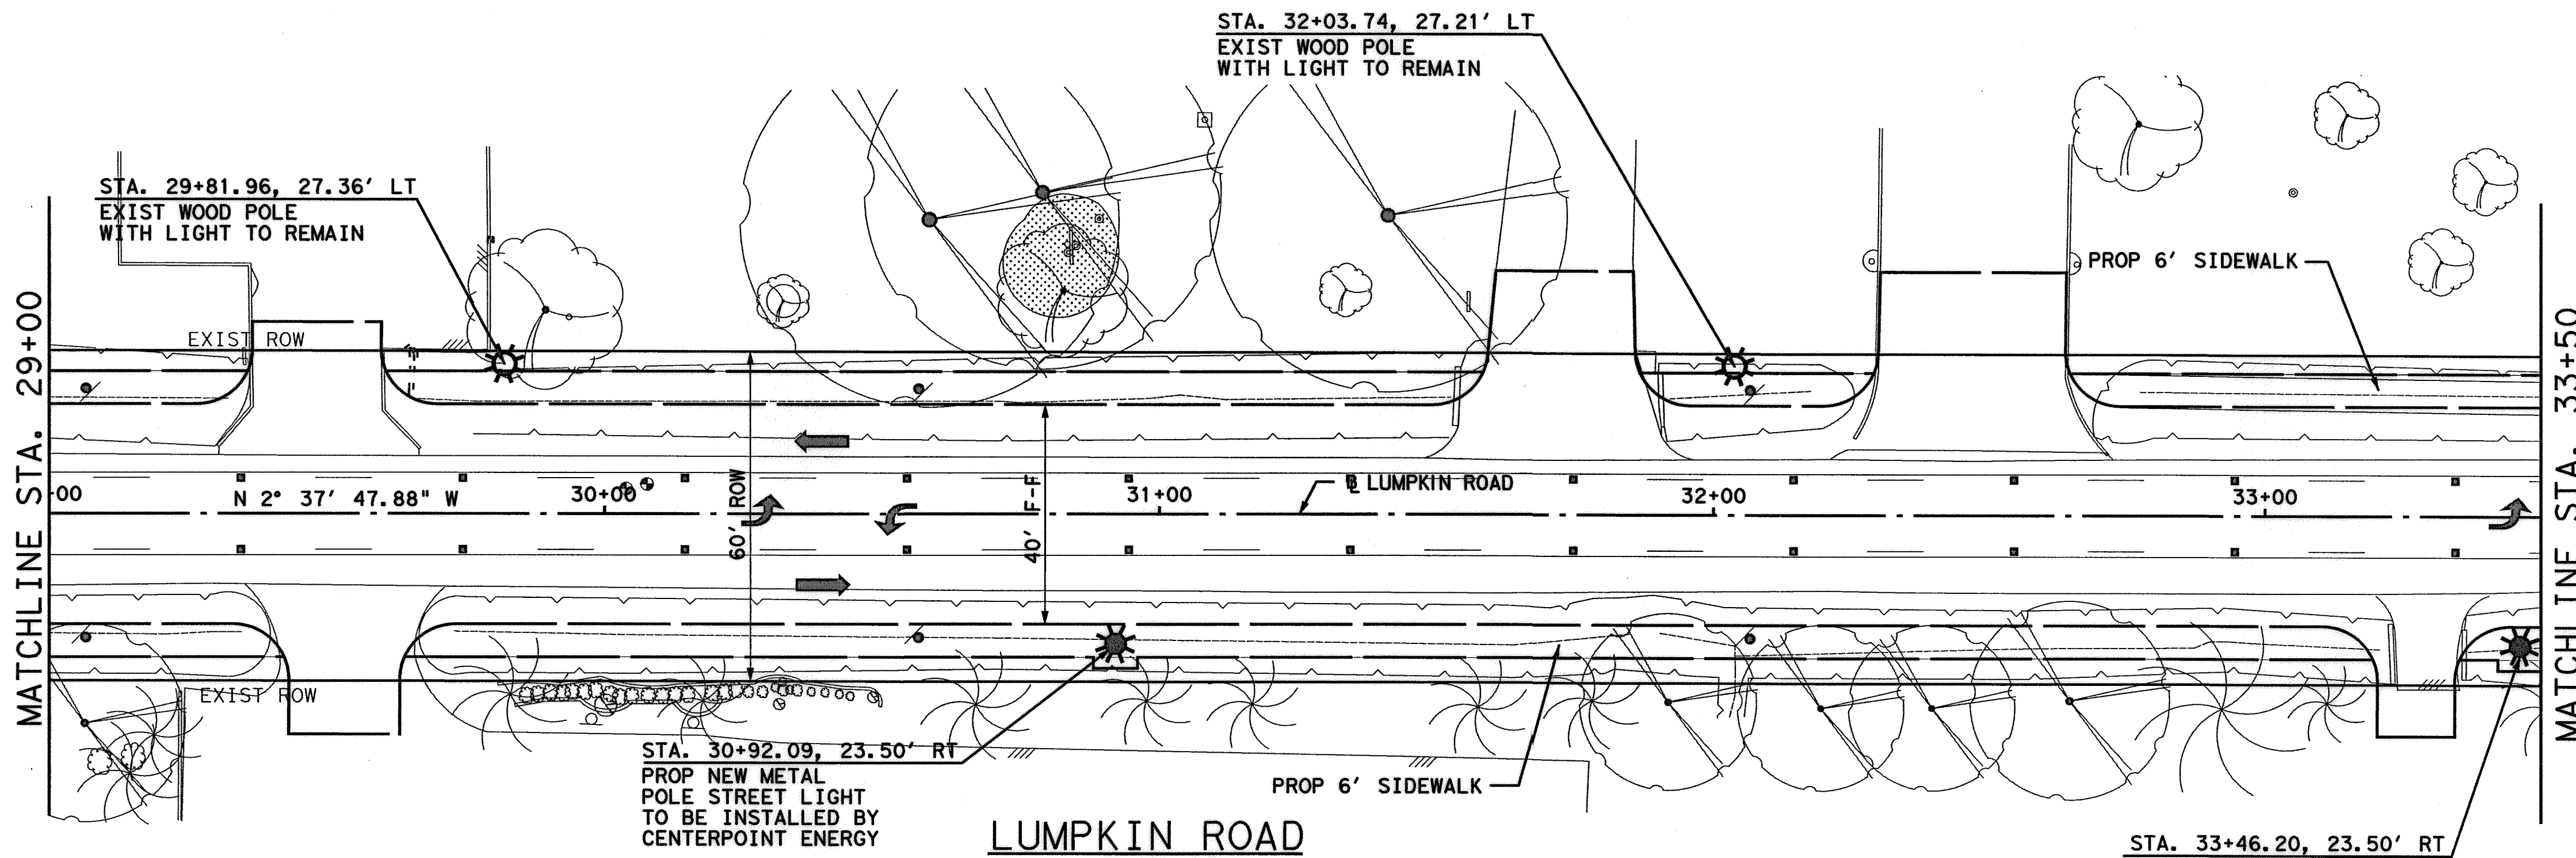 STA. 32+03.74, 27.21' LT
EXIST WOOD POLE
WITH LIGHT TO REMAIN
STA. 29+81.96, 27.36' LT
EXIST WOOD POLE
WITH LIGHT TO REMAIN
PROP 6' SIDEWALK
EXIST ROW
MATCHLINE STA. 29+00
MATCHLINE STA. 33+50
-00
N 2° 37' 47.88" W
30+00
60' ROW
40' F-F
31+00
LUMPKIN ROAD
32+00
33+00
EXIST ROW
STA. 30+92.09, 23.50' RT
PROP NEW METAL
POLE STREET LIGHT
TO BE INSTALLED BY
CENTERPOINT ENERGY
PROP 6' SIDEWALK
LUMPKIN ROAD
STA. 33+46.20, 23.50' RT